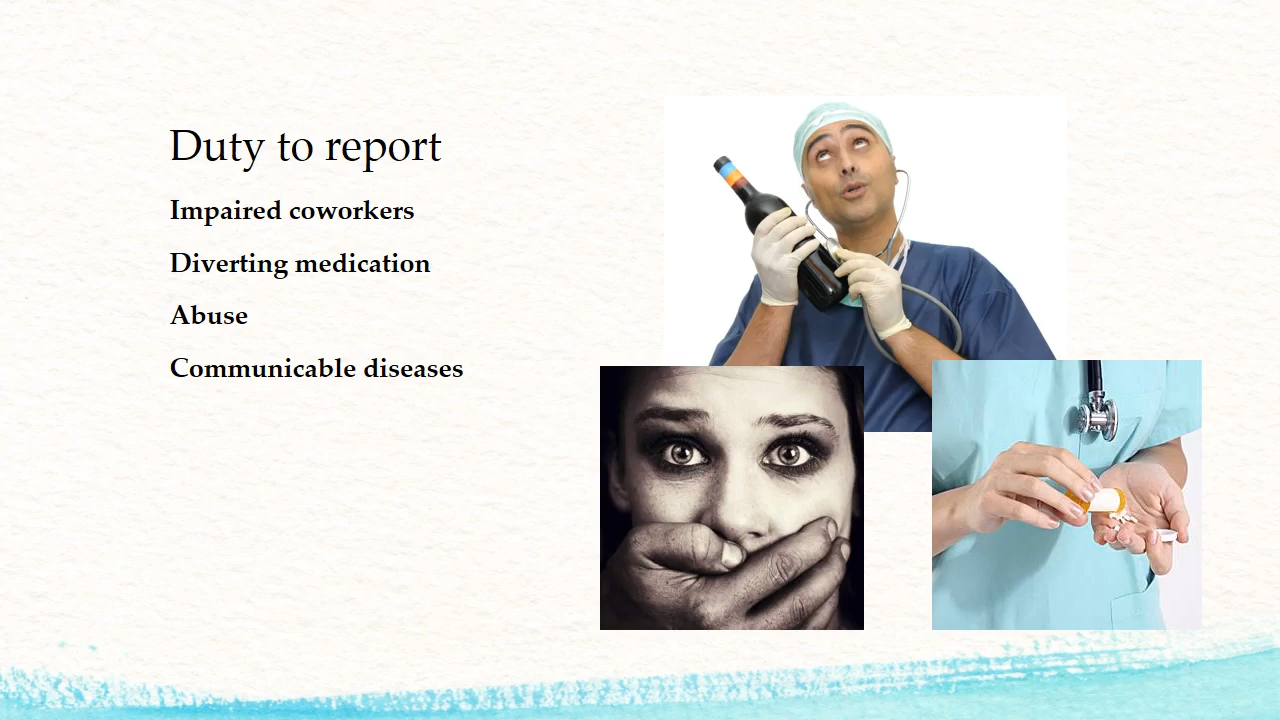 Duty to report
Impaired coworkers
Diverting medication
Abuse
Communicable diseases